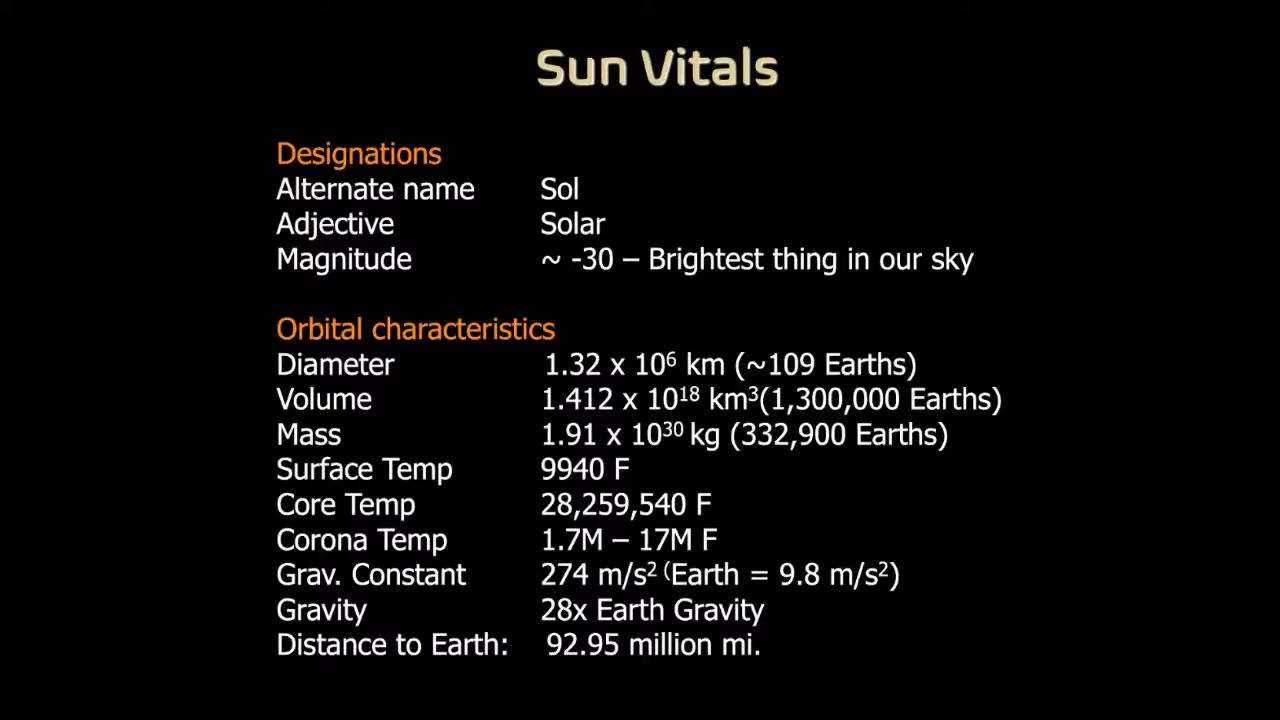 Sun Vitals
Designations
Alternate name Sol
Adjective Solar
Magnitude ~ -30 – Brightest thing in our sky
Orbital characteristics
Diameter 1.32 x 10⁶ km (~109 Earths)
Volume 1.412 x 10¹⁸ km³(1,300,000 Earths)
Mass 1.91 x 10³⁰ kg (332,900 Earths)
Surface Temp 9940 F
Core Temp 28,259,540 F
Corona Temp 1.7M – 17M F
Grav. Constant 274 m/s² ⁽Earth = 9.8 m/s²)
Gravity 28x Earth Gravity
Distance to Earth: 92.95 million mi.